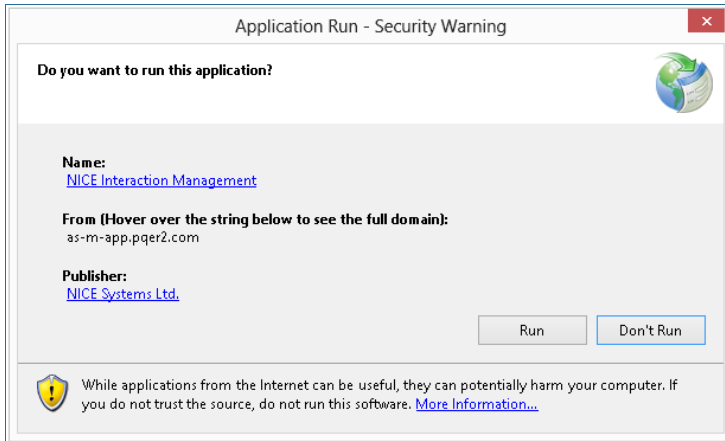 Application Run - Security Warning
Do you want to run this application?
Name:
NICE Interaction Management
From (Hover over the string below to see the full domain):
as-m-app.pqer2.com
Publisher:
NICE Systems Ltd.
Run
Don't Run
While applications from the Internet can be useful, they can potentially harm your computer. If
you do not trust the source, do not run this software. More Information...